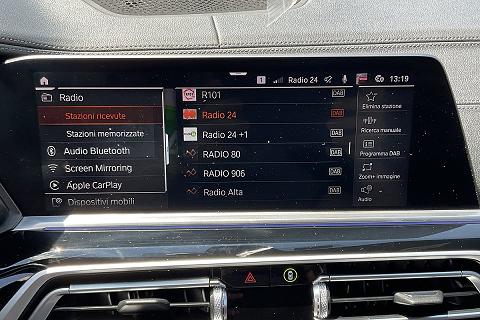 1 Radio 24 13:19
Radio
Stazioni ricevute
Stazioni memorizzate
Audio Bluetooth
Screen Mirroring
Apple CarPlay
Dispositivi mobili
R101 DAB
Radio 24 DAB
Radio 24 +1 DAB
RADIO 80 DAB
RADIO 906 DAB
Radio Alta DAB
Elimina stazione
Ricerca manuale
Programma DAB
Zoom+ immagine
Audio